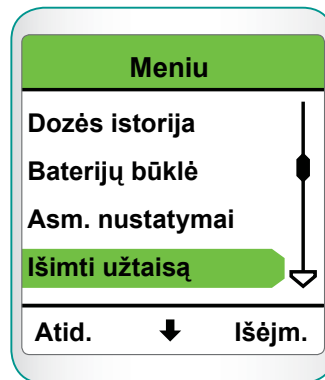 Meniu
Dozės istorija
Baterijų būklė
Asm. nustatymai
Išimti užtaisą
Atid. Išėjm.